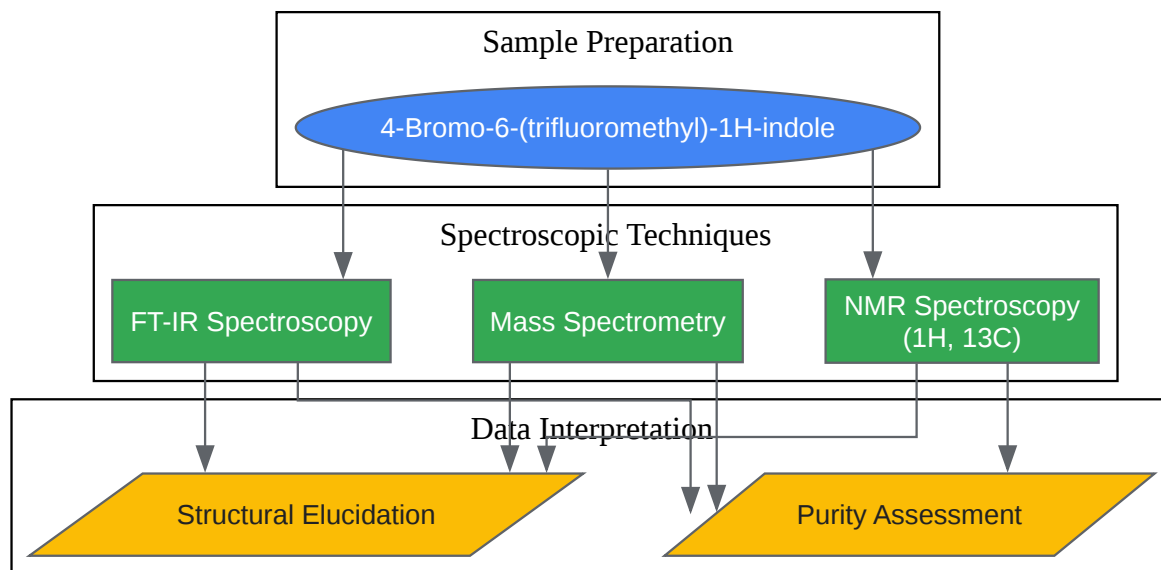 Sample Preparation
4-Bromo-6-(trifluoromethyl)-1H-indole
Spectroscopic Techniques
FT-IR Spectroscopy
Mass Spectrometry
NMR Spectroscopy
(1H, 13C)
Data Interpretation
Structural Elucidation
Purity Assessment